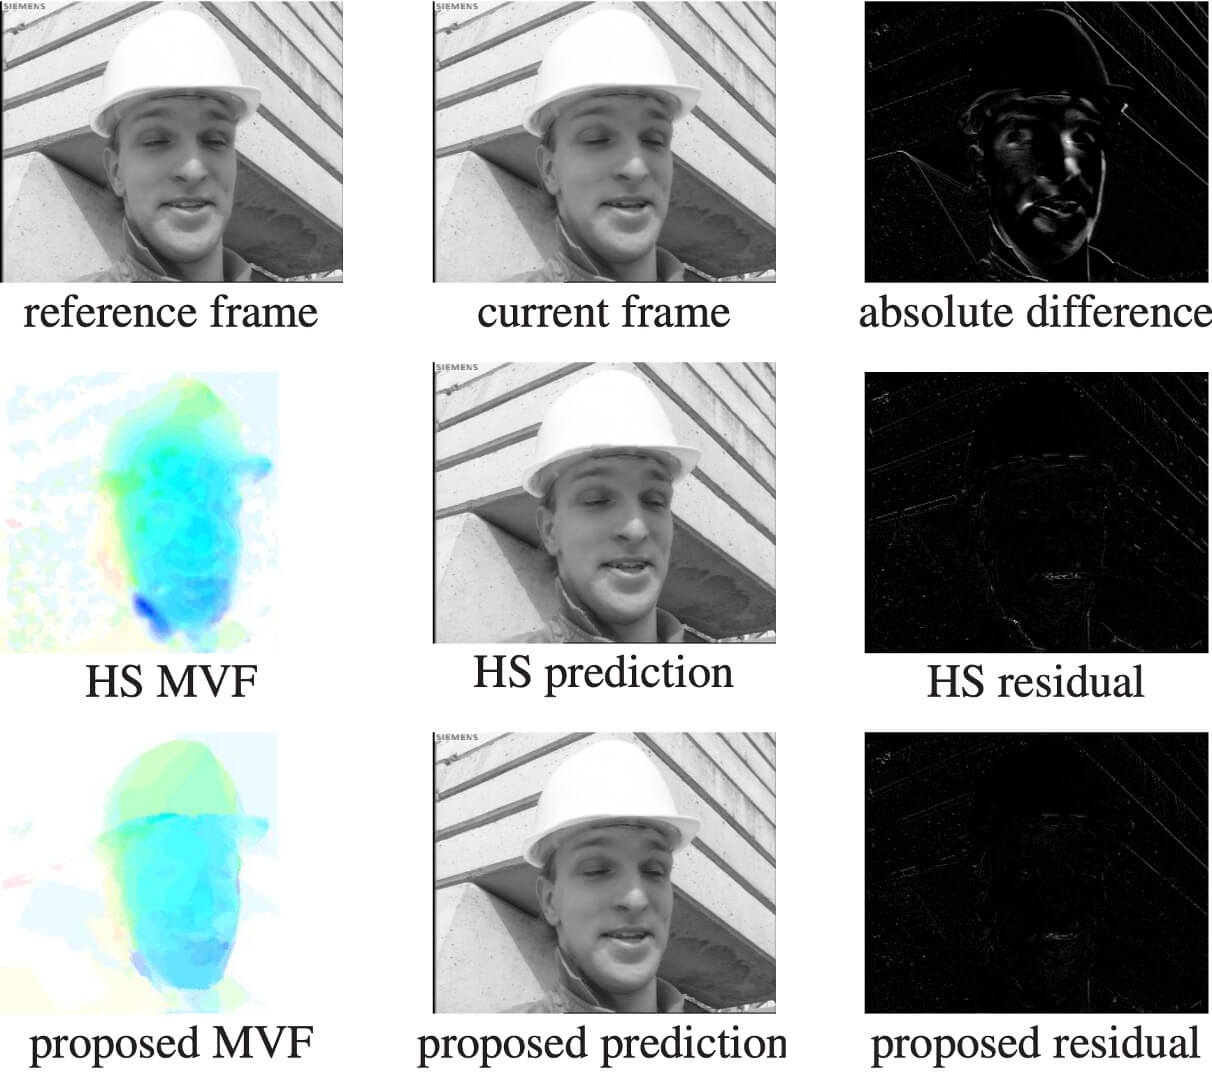 SIEMENS
SIEMENS
reference frame
current frame
absolute difference
SIEMENS
HS MVF
HS prediction
HS residual
SIEMENS
proposed MVF
proposed prediction
proposed residual